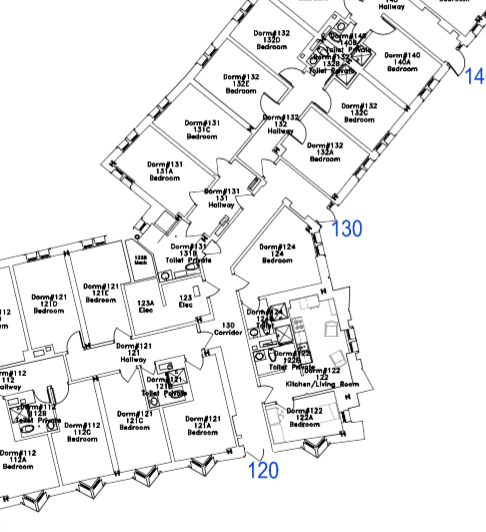 Hallway
Dorm#132
132D
Bedroom
Dorm#140
140B
Toilet Private
Dorm#132
132B
Toilet Private
Dorm#140
140A
Bedroom
Dorm#132
132E
Bedroom
140
Dorm#132
132C
Bedroom
Dorm#131
131C
Bedroom
Dorm#132
132
Hallway
Dorm#132
132A
Bedroom
Dorm#131
131A
Bedroom
Dorm#131
131
Hallway
130
Dorm#131
131B
Toilet Private
Dorm#124
124
Bedroom
123B
Mech
Dorm#121
121D
Bedroom
Dorm#121
121E
Bedroom
123A
Elec
123
Elec
130
Corridor
Dorm#124
Toilet
Dorm#121
121
Hallway
Dorm#122
122B
Toilet Private
Dorm#122
122
Kitchen/Living Room
112
Hallway
Dorm#121
121B
Toilet Private
Dorm#112
112B
Toilet Private
Dorm#112
112C
Bedroom
Dorm#121
121C
Bedroom
Dorm#121
121A
Bedroom
Dorm#122
122A
Bedroom
Dorm#112
112A
Bedroom
120